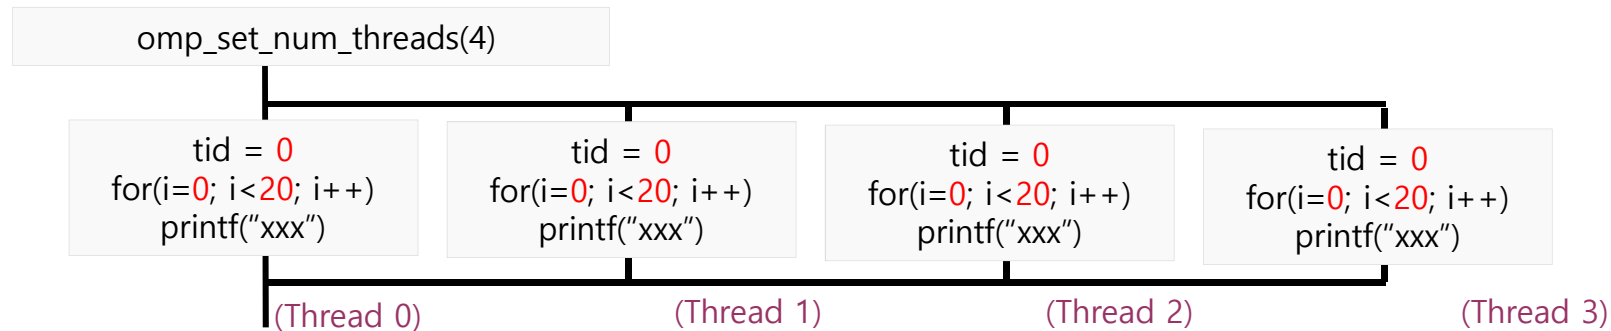 omp_set_num_threads(4)
tid = 0
for(i=0; i<20; i++)
printf("xxx")
tid = 0
for(i=0; i<20; i++)
printf("xxx")
tid = 0
for(i=0; i<20; i++)
printf("xxx")
tid = 0
for(i=0; i<20; i++)
printf("xxx")
(Thread 0)
(Thread 1)
(Thread 2)
(Thread 3)